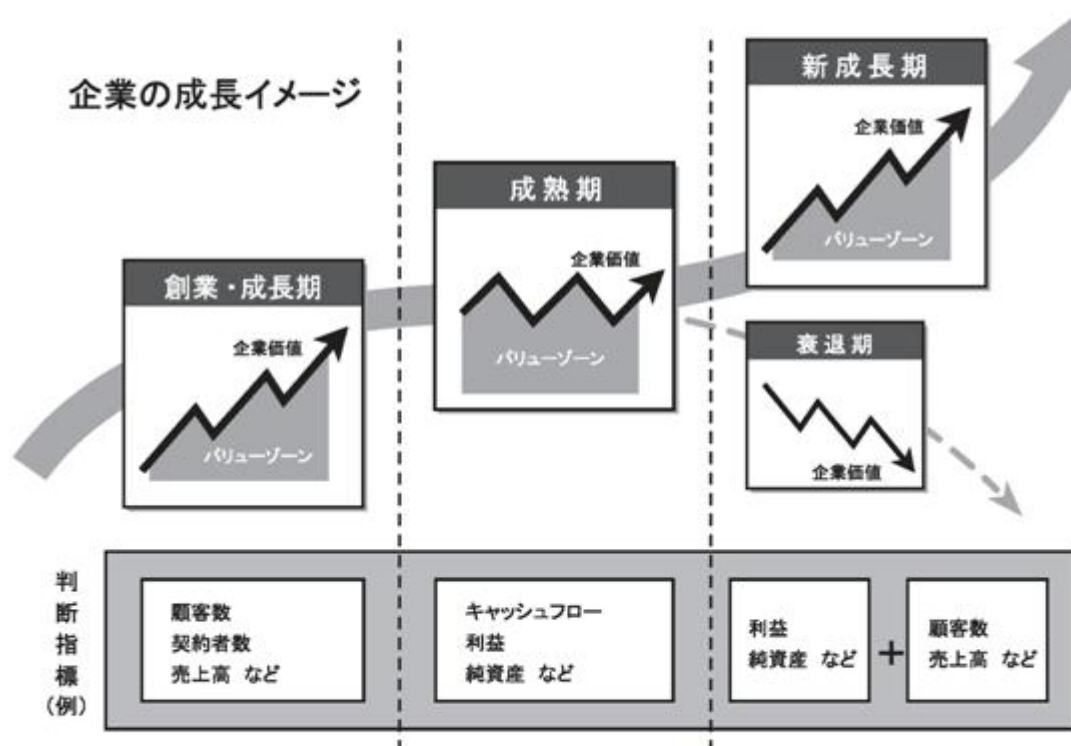 企業の成長イメージ
創業・成長期
企業価値
バリューゾーン
成熟期
企業価値
バリューゾーン
新成長期
企業価値
バリューゾーン
衰退期
企業価値
判断指標(例)
顧客数
契約者数
売上高 など
キャッシュフロー
利益
純資産 など
利益
純資産 など
+
顧客数
売上高 など